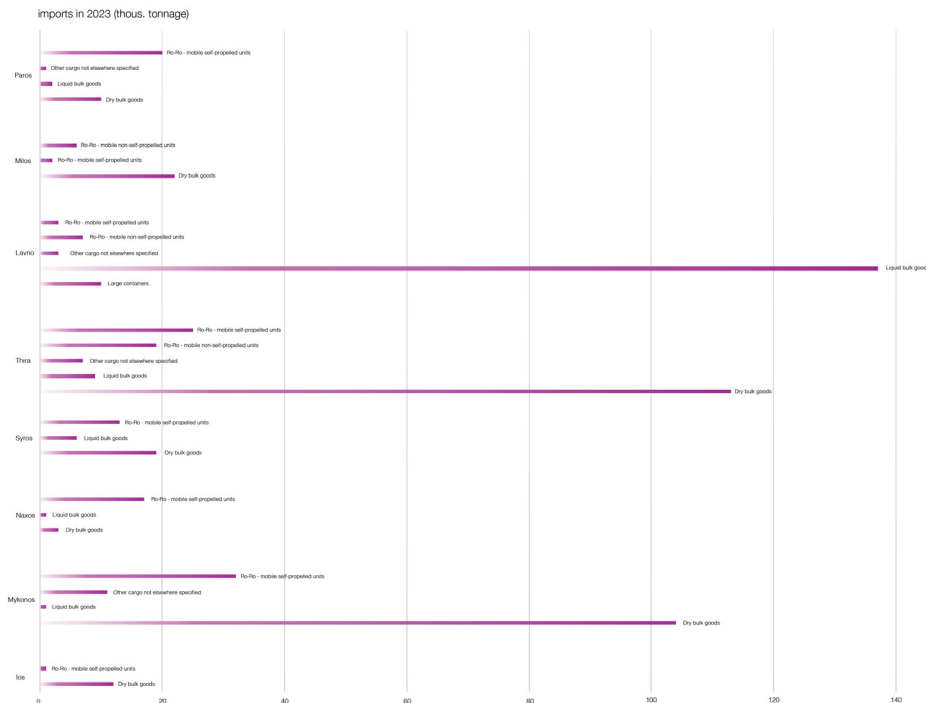 imports in 2023 (thous. tonnage)
Paros
Ro-Ro - mobile self-propelled units
Other cargo not elsewhere specified
Liquid bulk goods
Dry bulk goods
Milos
Ro-Ro - mobile non-self-propelled units
Ro-Ro - mobile self-propelled units
Dry bulk goods
Lavrio
Ro-Ro - mobile self-propelled units
Ro-Ro - mobile non-self-propelled units
Other cargo not elsewhere specified
Liquid bulk good
Large containers
Thira
Ro-Ro - mobile self-propelled units
Ro-Ro - mobile non-self-propelled units
Other cargo not elsewhere specified
Liquid bulk goods
Dry bulk goods
Syros
Ro-Ro - mobile self-propelled units
Liquid bulk goods
Dry bulk goods
Naxos
Ro-Ro - mobile self-propelled units
Liquid bulk goods
Dry bulk goods
Mykonos
Ro-Ro - mobile self-propelled units
Other cargo not elsewhere specified
Liquid bulk goods
Dry bulk goods
Ios
Ro-Ro - mobile self-propelled units
Dry bulk goods
0 20 40 60 80 100 120 140